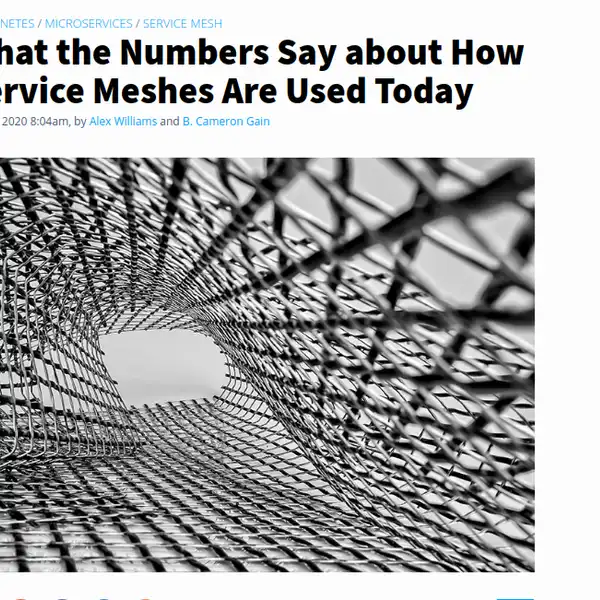 NETES / MICROSERVICES / SERVICE MESH
hat the Numbers Say about How
ervice Meshes Are Used Today
2020 8:04am, by Alex Williams and B. Cameron Gain